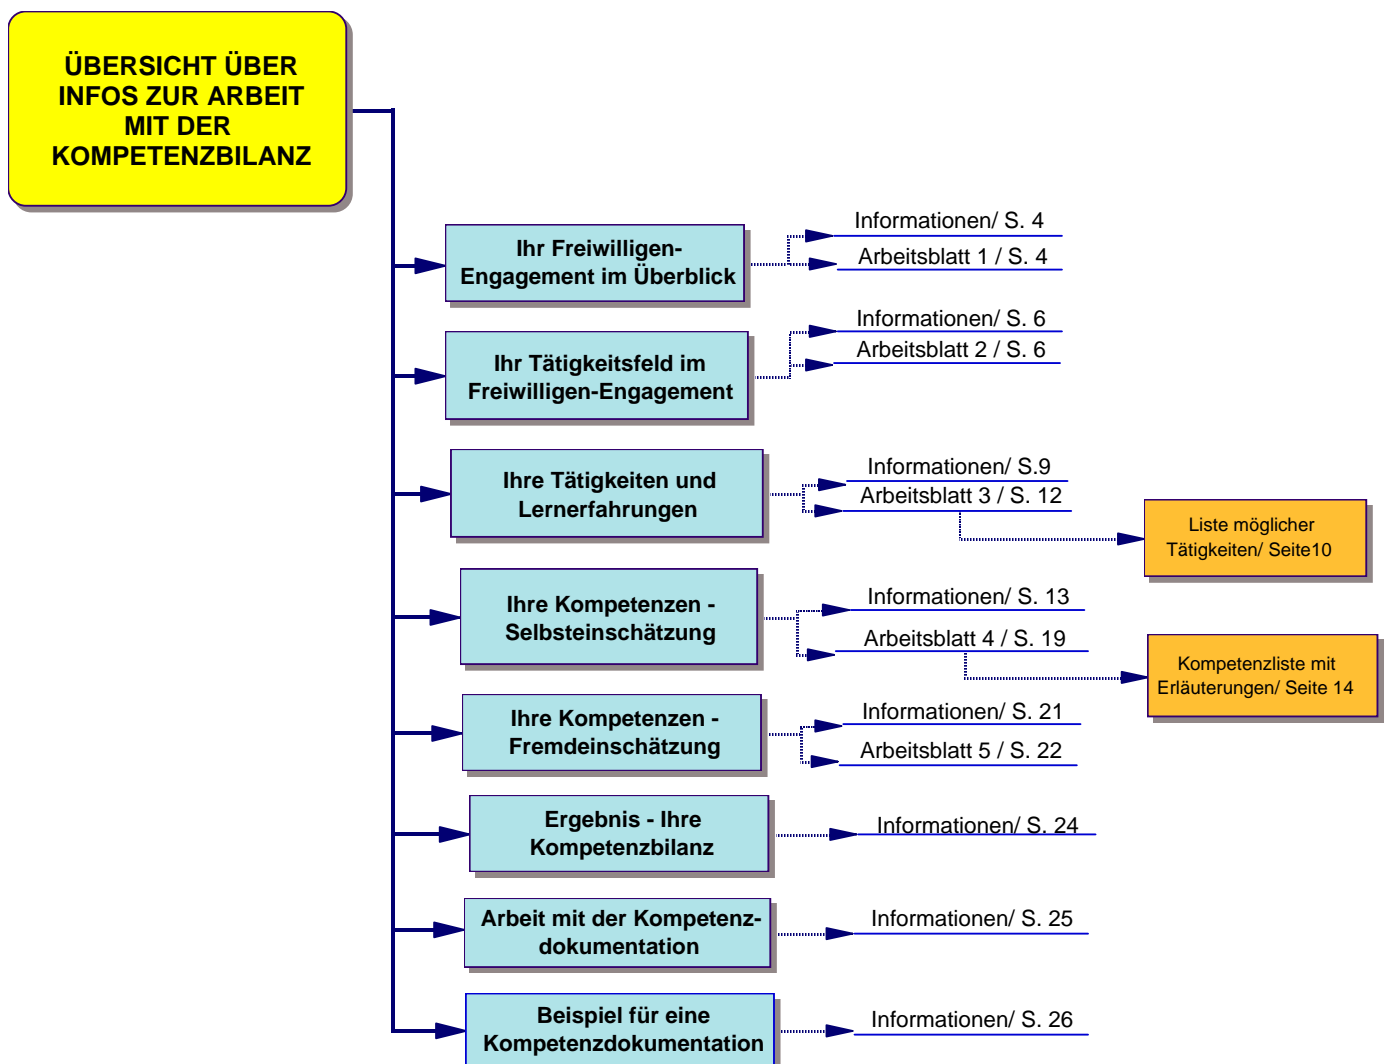 ÜBERSICHT ÜBER
INFOS ZUR ARBEIT
MIT DER
KOMPETENZBILANZ
Ihr Freiwilligen-
Engagement im Überblick
Informationen/ S. 4
Arbeitsblatt 1 / S. 4
Ihr Tätigkeitsfeld im
Freiwilligen-Engagement
Informationen/ S. 6
Arbeitsblatt 2 / S. 6
Ihre Tätigkeiten und
Lernerfahrungen
Informationen/ S.9
Arbeitsblatt 3 / S. 12
Liste möglicher
Tätigkeiten/ Seite10
Ihre Kompetenzen -
Selbsteinschätzung
Informationen/ S. 13
Arbeitsblatt 4 / S. 19
Kompetenzliste mit
Erläuterungen/ Seite 14
Ihre Kompetenzen -
Fremdeinschätzung
Informationen/ S. 21
Arbeitsblatt 5 / S. 22
Ergebnis - Ihre
Kompetenzbilanz
Informationen/ S. 24
Arbeit mit der Kompetenz-
dokumentation
Informationen/ S. 25
Beispiel für eine
Kompetenzdokumentation
Informationen/ S. 26